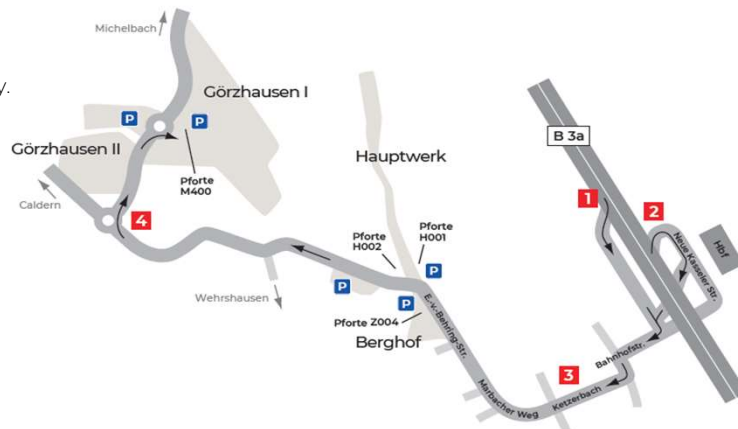 Michelbach
y.
Görzhausen I
P
P
Görzhausen II
Pforte
M400
Caldern
4
Wehrshausen
Hauptwerk
Pforte
H002
Pforte
H001
P
P
P
Pforte Z004
Berghof
E.-v.-Behring-Str.
Marbacher Weg
Ketzerbach
3
Bahnhofstr.
B 3a
1
2
Neue Kasseler Str.
Hbf